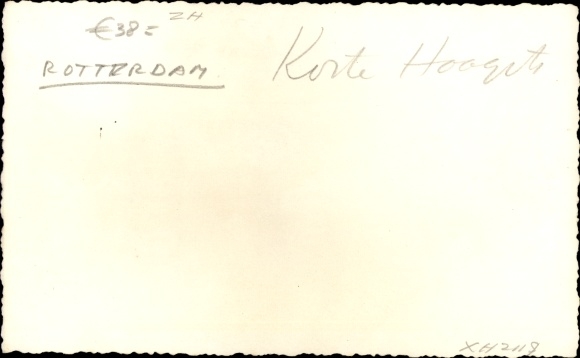 €38= ZH
ROTTERDAM Korte Hoogstr
XH2119